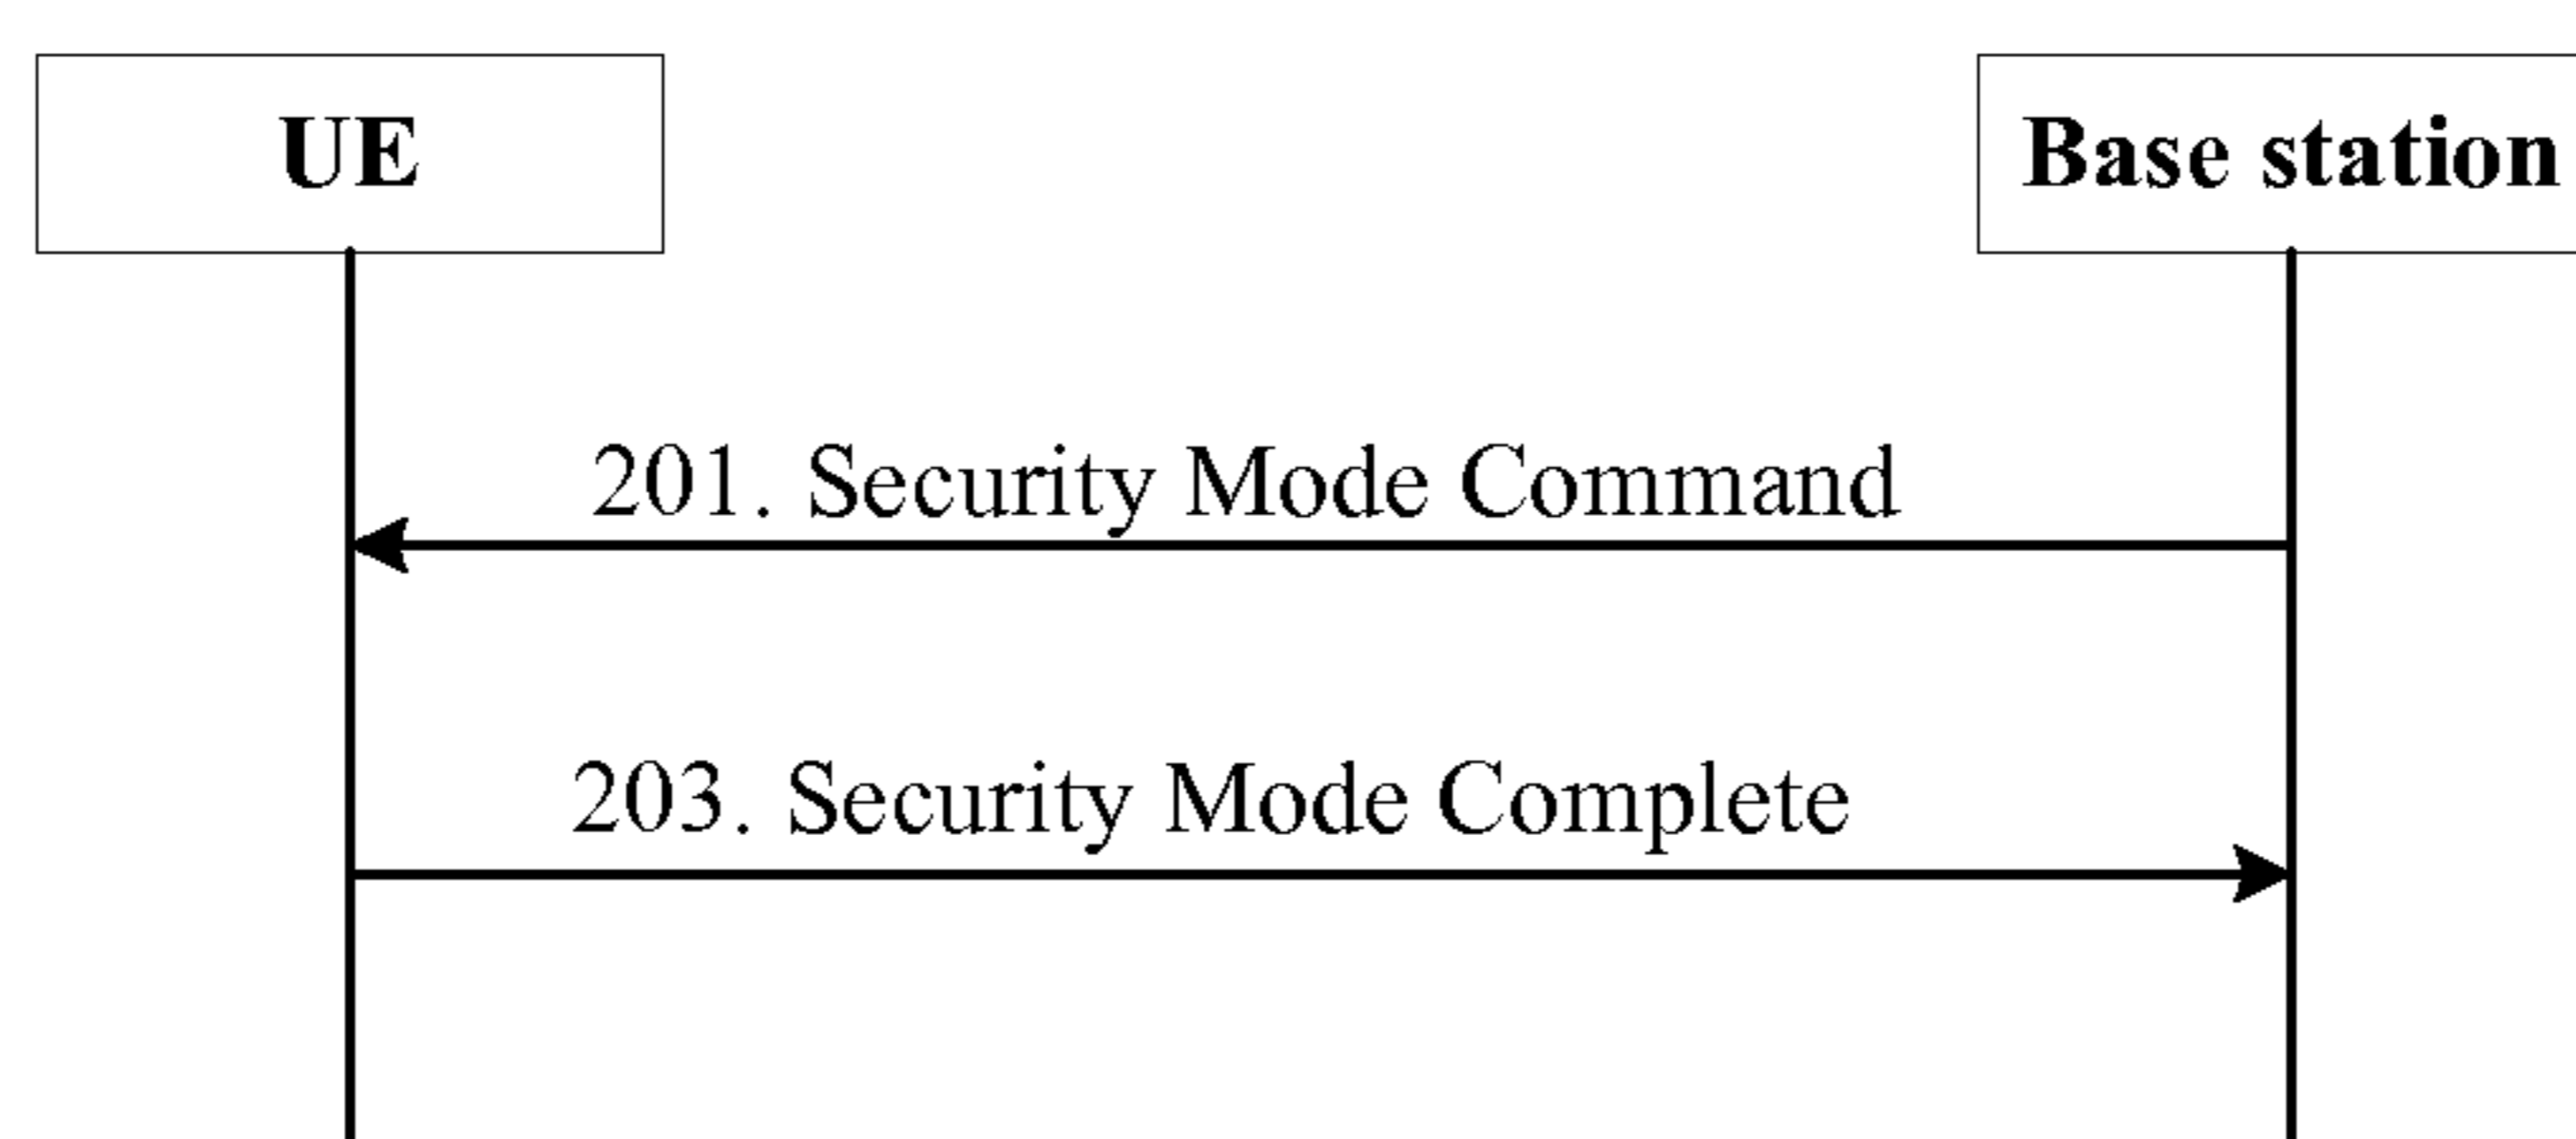 UE
Base station
201. Security Mode Command
203. Security Mode Complete